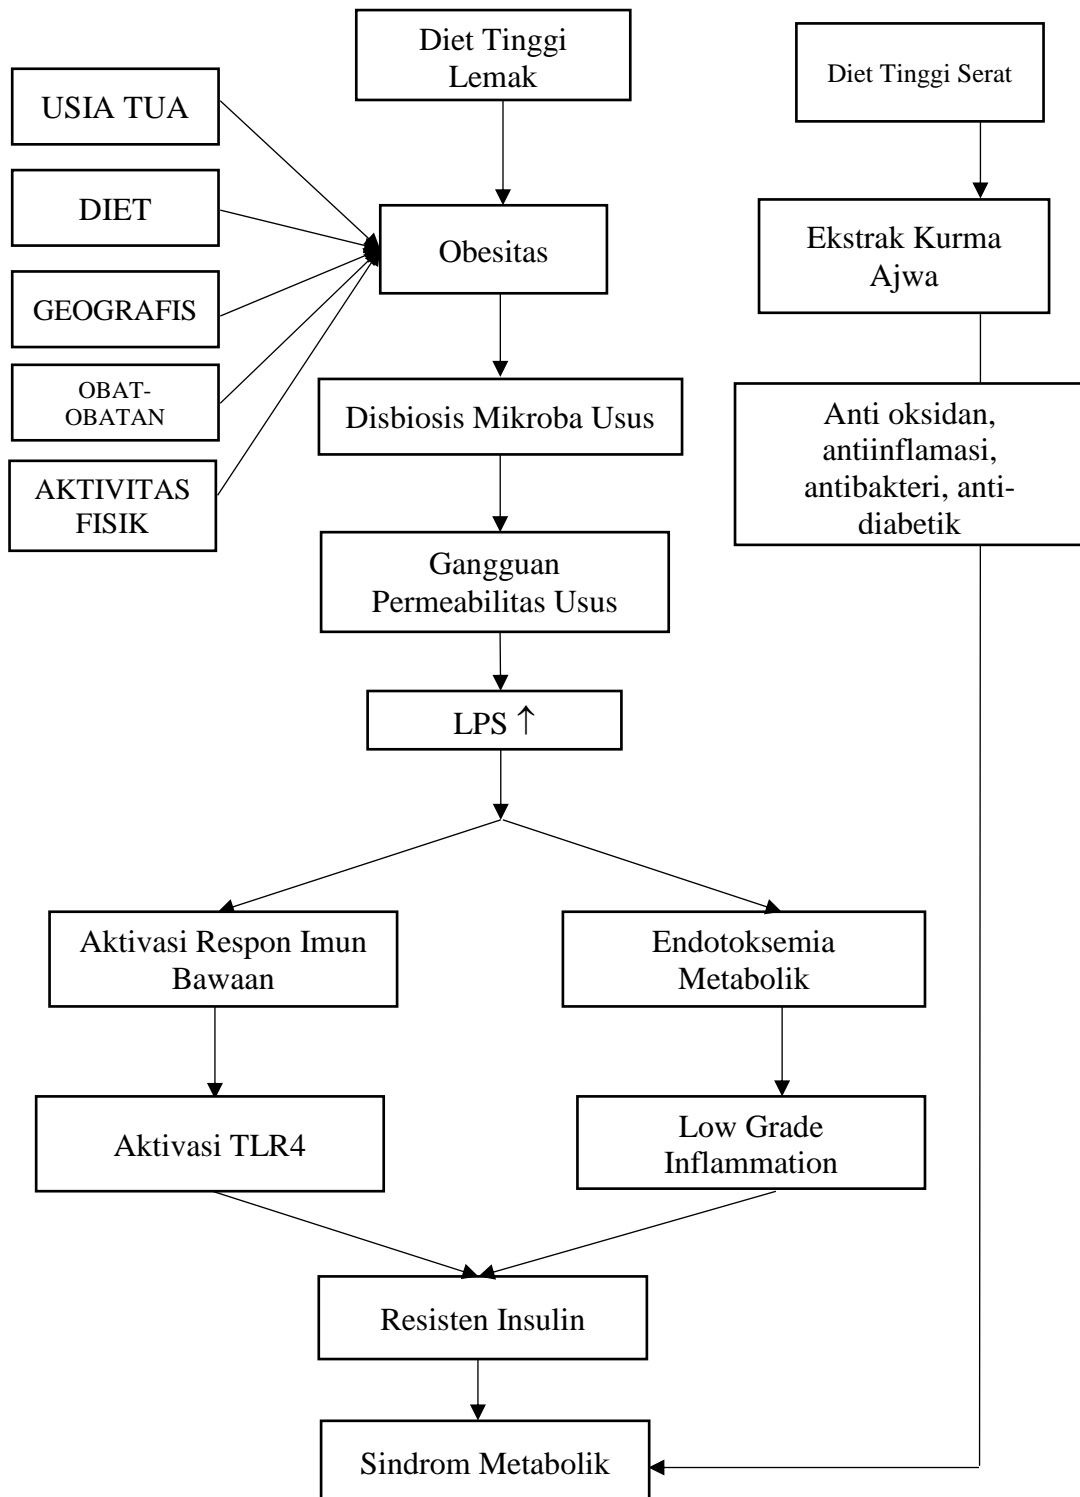 Diet Tinggi
Lemak
Diet Tinggi Serat
USIA TUA
DIET
GEOGRAFIS
OBAT-
OBATAN
AKTIVITAS
FISIK
Obesitas
Ekstrak Kurma
Ajwa
Disbiosis Mikroba Usus
Anti oksidan,
antiinflamasi,
antibakteri, anti-
diabetik
Gangguan
Permeabilitas Usus
LPS ↑
Aktivasi Respon Imun
Bawaan
Endotoksemia
Metabolik
Aktivasi TLR4
Low Grade
Inflammation
Resisten Insulin
Sindrom Metabolik